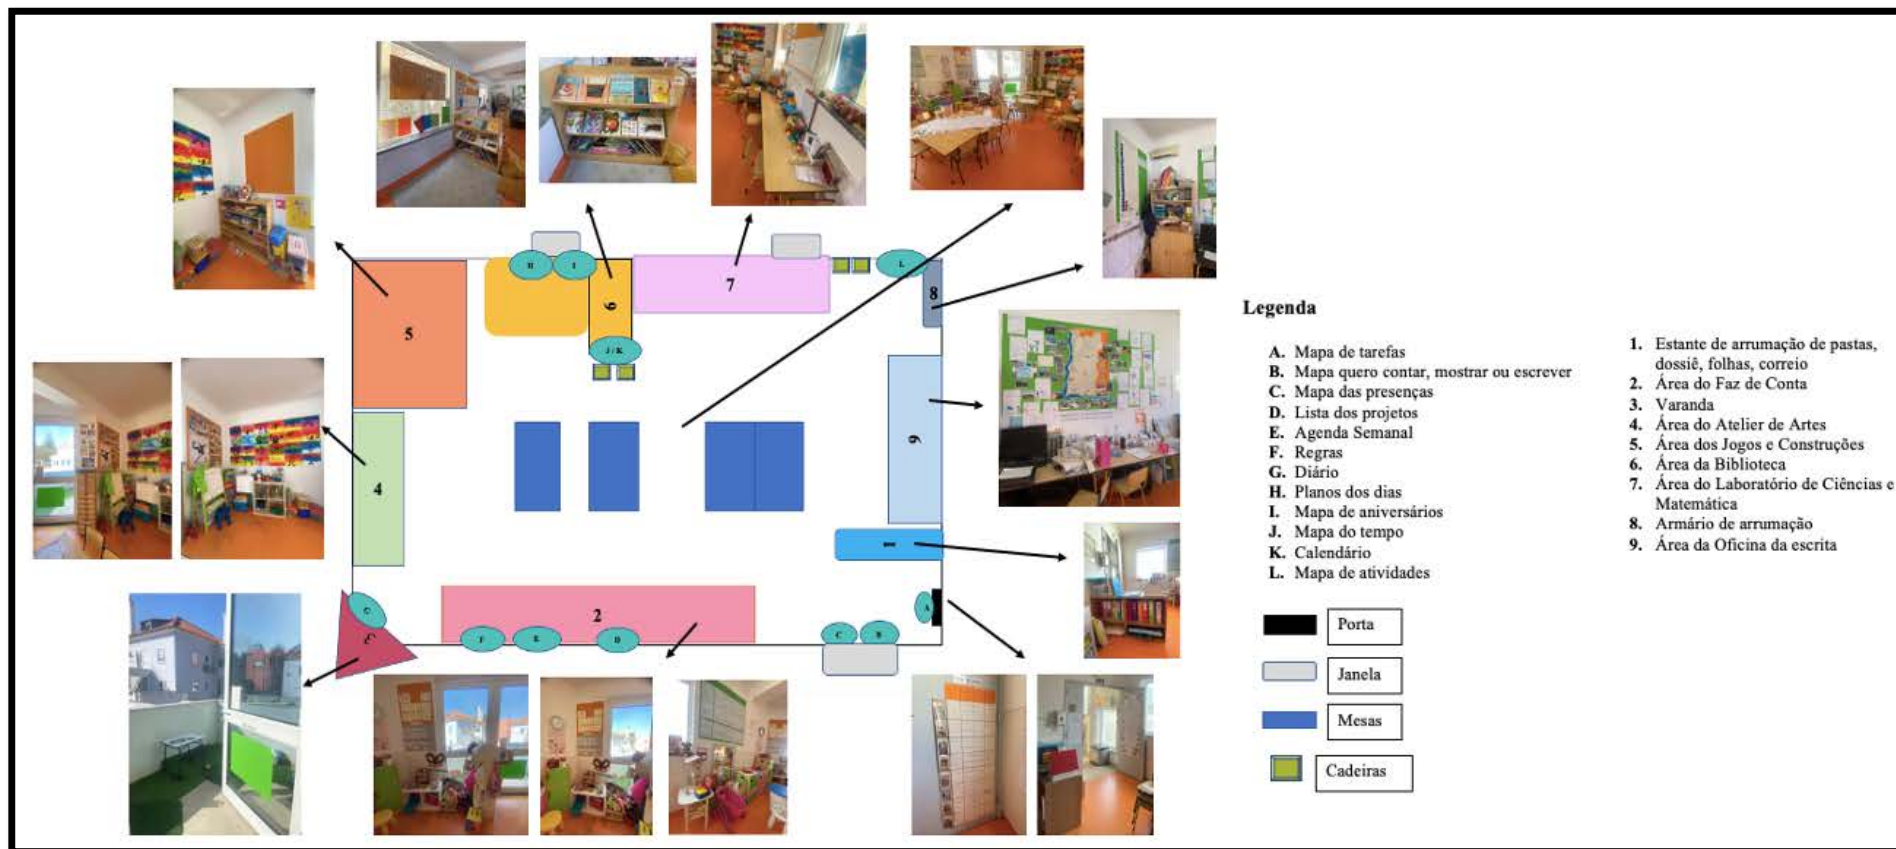 H
I
L
7
6
8
5
J / K
9
4
1
G
3
2
A
F
E
D
C
B
Legenda
A. Mapa de tarefas
B. Mapa quero contar, mostrar ou escrever
C. Mapa das presenças
D. Lista dos projetos
E. Agenda Semanal
F. Regras
G. Diário
H. Planos dos dias
I. Mapa de aniversários
J. Mapa do tempo
K. Calendário
L. Mapa de atividades
1. Estante de arrumação de pastas,
dossiê, folhas, correio
2. Área do Faz de Conta
3. Varanda
4. Área do Atelier de Artes
5. Área dos Jogos e Construções
6. Área da Biblioteca
7. Área do Laboratório de Ciências e
Matemática
8. Armário de arrumação
9. Área da Oficina da escrita
Porta
Janela
Mesas
Cadeiras